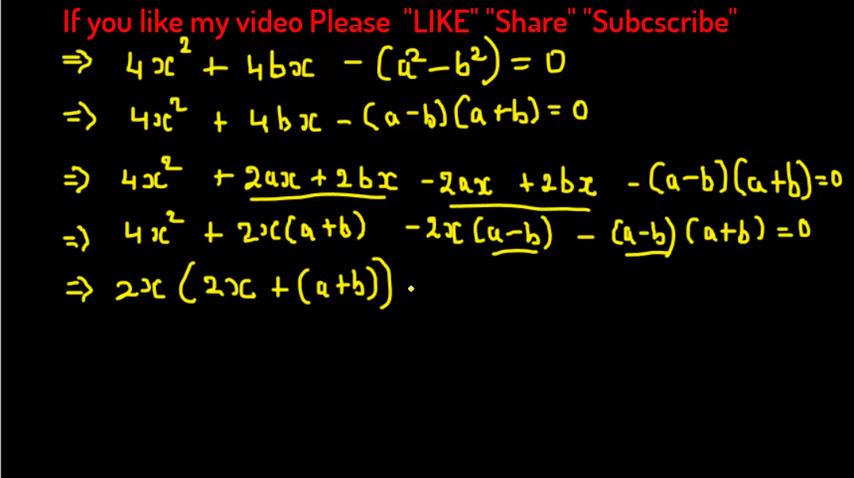 If you like my video Please "LIKE" "Share" "Subcscribe"
⇒ 4x² + 4bx - (a² - b²) = 0
⇒ 4x² + 4bx - (a-b)(a+b) = 0
⇒ 4x² + 2ax + 2bx - 2ax + 2bx - (a-b)(a+b) = 0
⇒ 4x² + 2x(a+b) - 2x(a-b) - (a-b)(a+b) = 0
⇒ 2x(2x + (a+b))